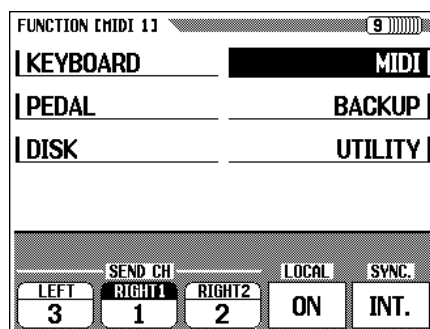 FUNCTION [MIDI 1] 9
KEYBOARD MIDI
PEDAL BACKUP
DISK UTILITY
SEND CH LOCAL SYNC.
LEFT RIGHT1 RIGHT2
3 1 2 ON INT.